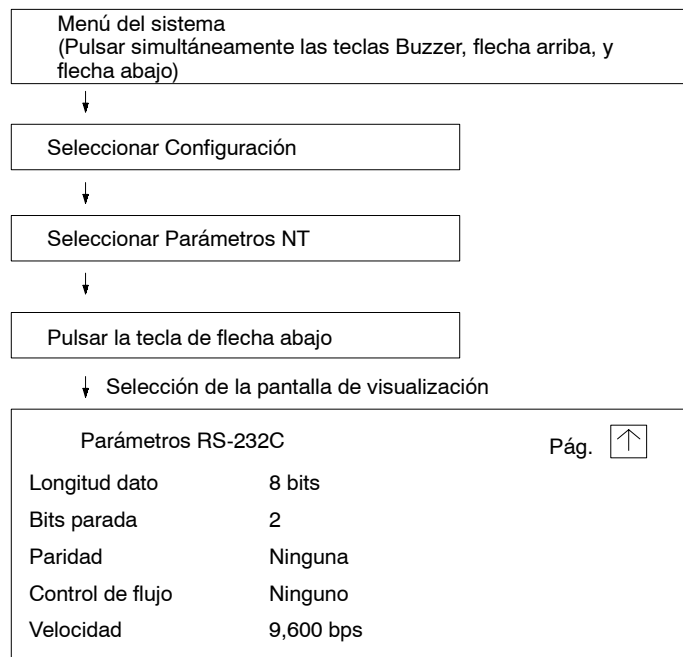 Menú del sistema
(Pulsar simultáneamente las teclas Buzzer, flecha arriba, y
flecha abajo)
Seleccionar Configuración
Seleccionar Parámetros NT
Pulsar la tecla de flecha abajo
Selección de la pantalla de visualización
Parámetros RS-232C Pág.
Longitud dato 8 bits
Bits parada 2
Paridad Ninguna
Control de flujo Ninguno
Velocidad 9,600 bps